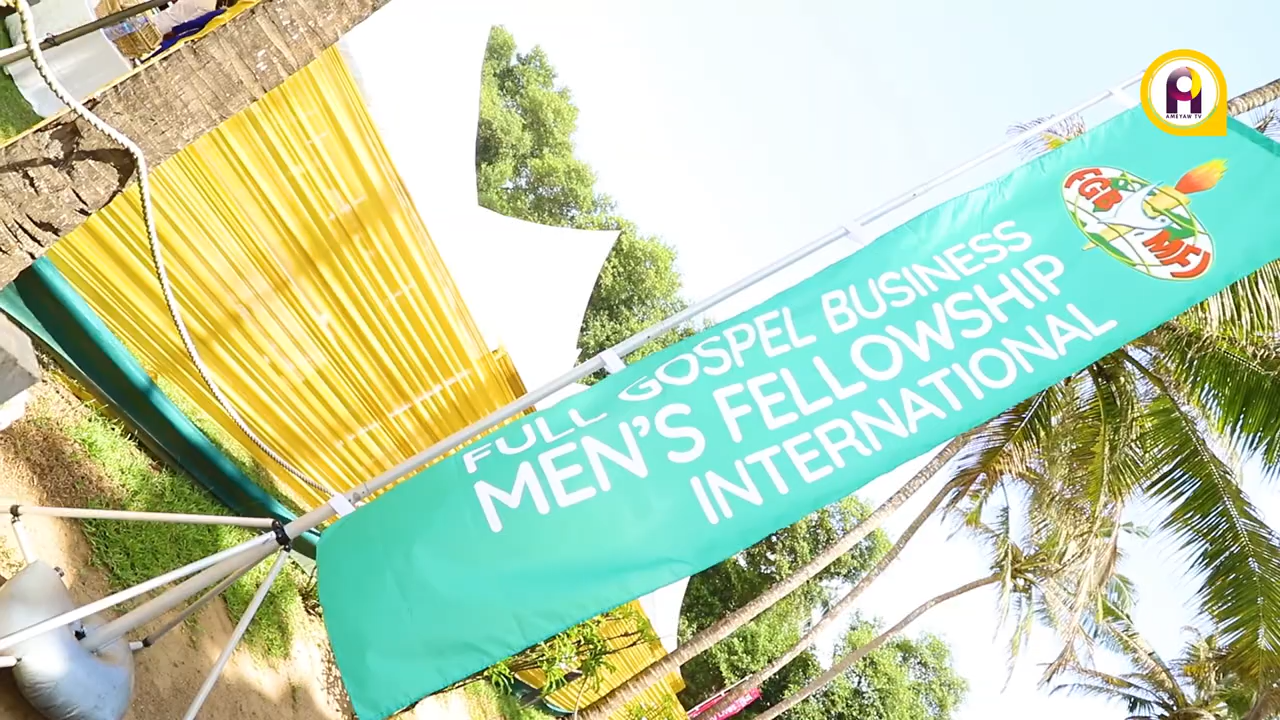 FULL GOSPEL BUSINESS
MEN'S FELLOWSHIP
INTERNATIONAL
FGB
MFI
AMEYAW TV